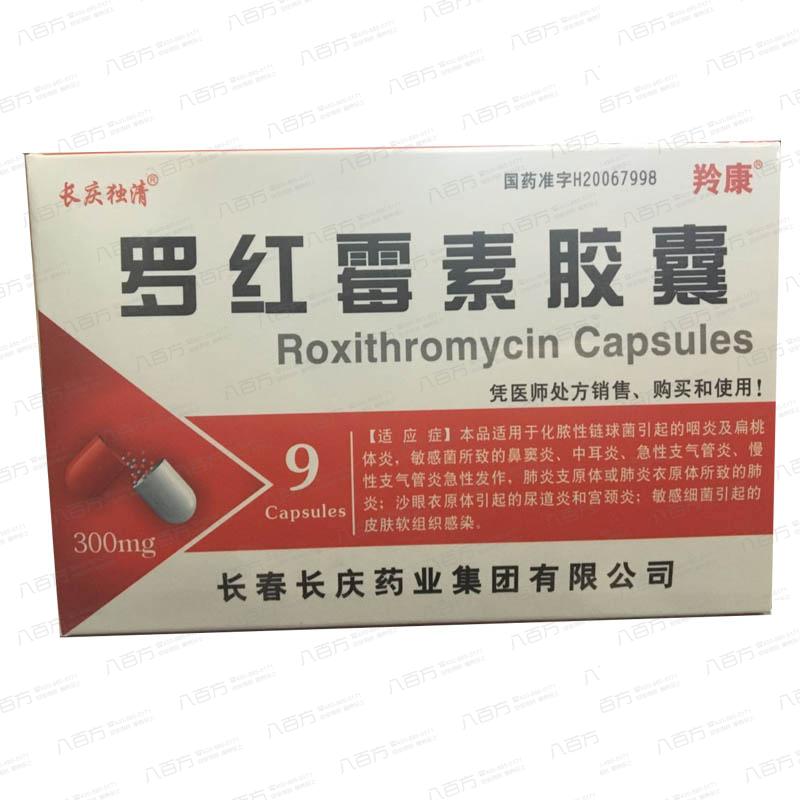 长庆独清®
国药准字H20067998
羚康®
罗红霉素胶囊
Roxithromycin Capsules
凭医师处方销售、购买和使用!
【适 应 症】本品适用于化脓性链球菌引起的咽炎及扁桃
体炎,敏感菌所致的鼻窦炎、中耳炎、急性支气管炎、慢
性支气管炎急性发作,肺炎支原体或肺炎衣原体所致的肺
炎;沙眼衣原体引起的尿道炎和宫颈炎;敏感细菌引起的
皮肤软组织感染。
9
Capsules
300mg
长春长庆药业集团有限公司
八百方